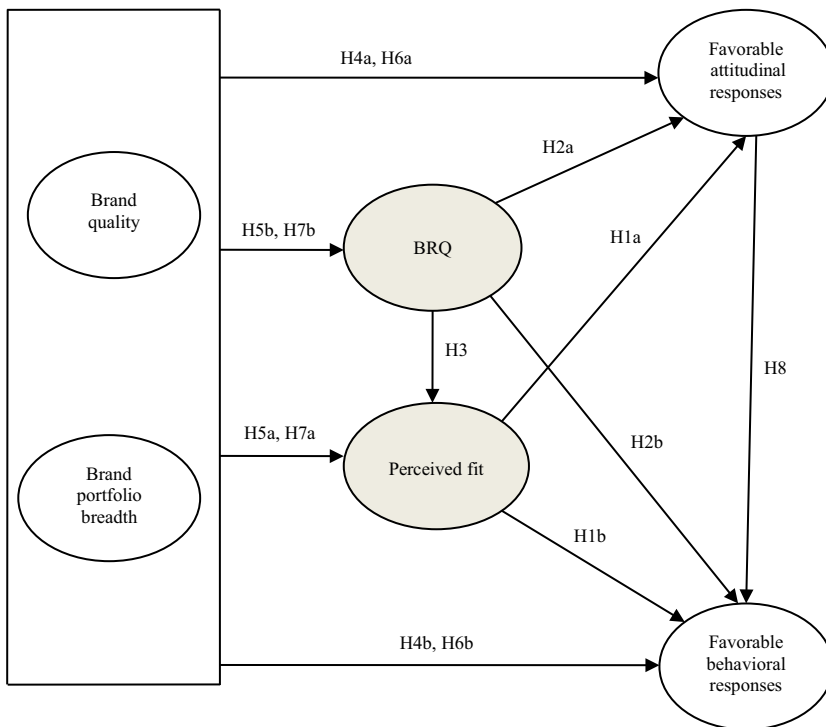 Favorable
attitudinal
responses
H4a, H6a
H2a
Brand
quality
H5b, H7b
BRQ
H1a
H3
H8
H5a, H7a
H2b
Brand
portfolio
breadth
Perceived fit
H1b
H4b, H6b
Favorable
behavioral
responses